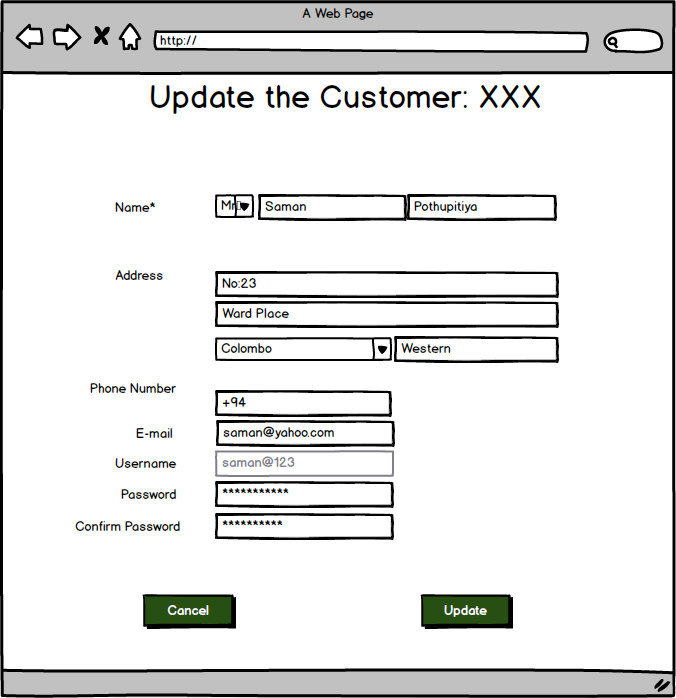 A Web Page
http://
Update the Customer: XXX
Name* Mr. Saman Pothupitiya
Address No:23
Ward Place
Colombo Western
Phone Number +94
E-mail saman@yahoo.com
Username saman@123
Password ***********
Confirm Password **********
Cancel Update